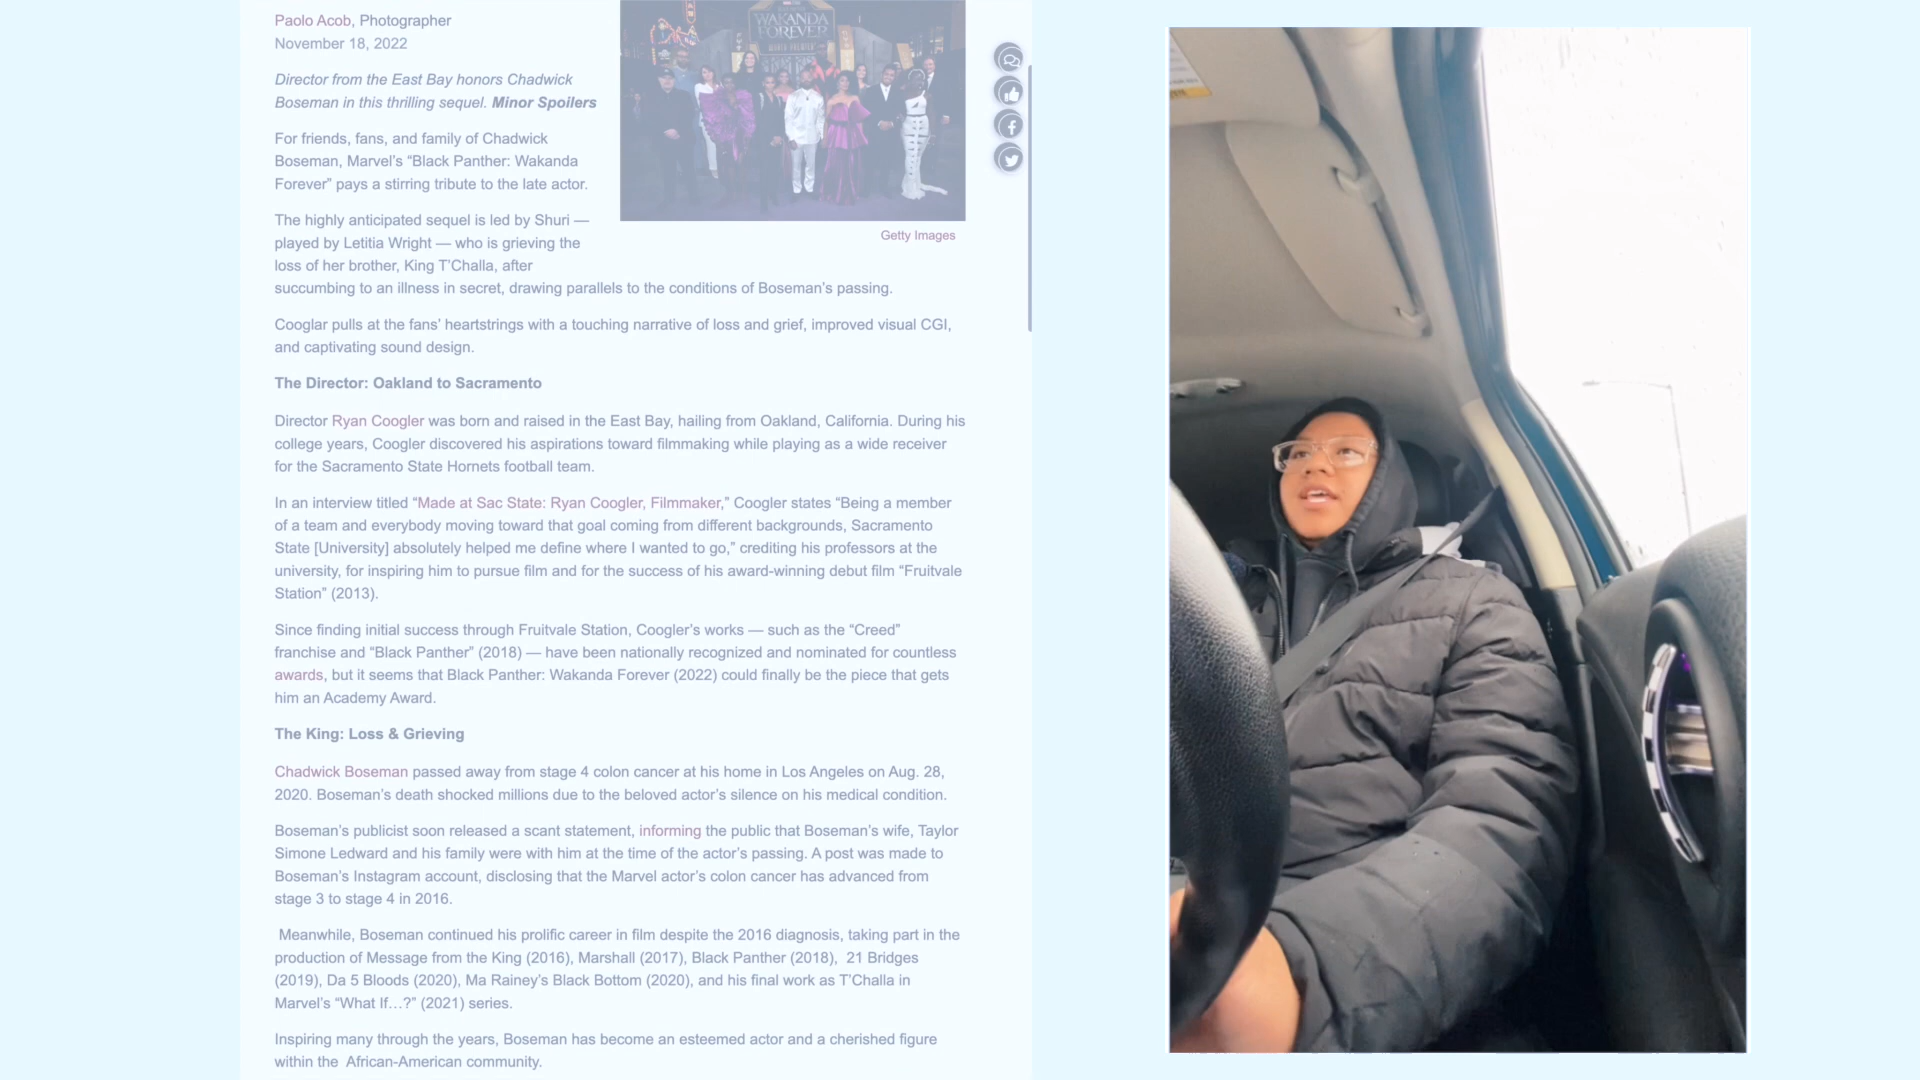 Paolo Acob, Photographer
November 18, 2022
Director from the East Bay honors Chadwick
Boseman in this thrilling sequel. Minor Spoilers
For friends, fans, and family of Chadwick
Boseman, Marvel’s “Black Panther: Wakanda
Forever” pays a stirring tribute to the late actor.
The highly anticipated sequel is led by Shuri —
played by Letitia Wright — who is grieving the
loss of her brother, King T’Challa, after
succumbing to an illness in secret, drawing parallels to the conditions of Boseman’s passing.
WAKANDA
FOREVER
WORLD PREMIERE
Getty Images
Cooglar pulls at the fans’ heartstrings with a touching narrative of loss and grief, improved visual CGI,
and captivating sound design.
The Director: Oakland to Sacramento
Director Ryan Coogler was born and raised in the East Bay, hailing from Oakland, California. During his
college years, Coogler discovered his aspirations toward filmmaking while playing as a wide receiver
for the Sacramento State Hornets football team.
In an interview titled “Made at Sac State: Ryan Coogler, Filmmaker,” Coogler states “Being a member
of a team and everybody moving toward that goal coming from different backgrounds, Sacramento
State [University] absolutely helped me define where I wanted to go,” crediting his professors at the
university, for inspiring him to pursue film and for the success of his award-winning debut film “Fruitvale
Station” (2013).
Since finding initial success through Fruitvale Station, Coogler’s works — such as the “Creed”
franchise and “Black Panther” (2018) — have been nationally recognized and nominated for countless
awards, but it seems that Black Panther: Wakanda Forever (2022) could finally be the piece that gets
him an Academy Award.
The King: Loss & Grieving
Chadwick Boseman passed away from stage 4 colon cancer at his home in Los Angeles on Aug. 28,
2020. Boseman’s death shocked millions due to the beloved actor’s silence on his medical condition.
Boseman’s publicist soon released a scant statement, informing the public that Boseman’s wife, Taylor
Simone Ledward and his family were with him at the time of the actor’s passing. A post was made to
Boseman’s Instagram account, disclosing that the Marvel actor’s colon cancer has advanced from
stage 3 to stage 4 in 2016.
Meanwhile, Boseman continued his prolific career in film despite the 2016 diagnosis, taking part in the
production of Message from the King (2016), Marshall (2017), Black Panther (2018),  21 Bridges
(2019), Da 5 Bloods (2020), Ma Rainey’s Black Bottom (2020), and his final work as T’Challa in
Marvel’s “What If…?” (2021) series.
Inspiring many through the years, Boseman has become an esteemed actor and a cherished figure
within the  African-American community.